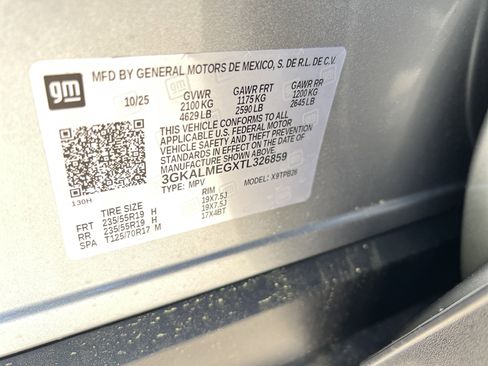 gm
MFD BY GENERAL MOTORS DE MEXICO, S. DE R.L. DE C.V.
10/25 GVWR GAWR FRT GAWR RR
2100 KG 1175 KG 1200 KG
4629 LB 2590 LB 2645 LB
THIS VEHICLE CONFORMS TO ALL
APPLICABLE U.S. FEDERAL MOTOR
VEHICLE SAFETY AND THEFT PREVENTION
STANDARDS IN EFFECT ON THE DATE OF
MANUFACTURE SHOWN ABOVE.
3GKALMEGXTL326859
TYPE: MPV MODEL: X9TPB26
130H
TIRE SIZE RIM
FRT 235/55R19 H 19X7.5J
RR 235/55R19 H 19X7.5J
SPA T125/70R17 M 17X4BT